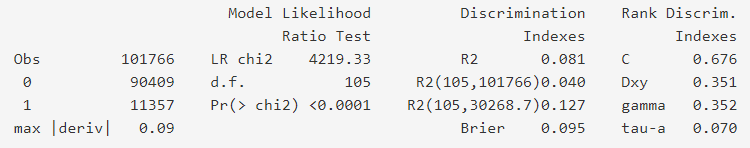 Model Likelihood Discrimination Rank Discrim.
Ratio Test Indexes Indexes
Obs 101766 LR chi2 4219.33 R2 0.081 C 0.676
0 90409 d.f. 105 R2(105,101766)0.040 Dxy 0.351
1 11357 Pr(> chi2) <0.0001 R2(105,30268.7)0.127 gamma 0.352
max |deriv| 0.09 Brier 0.095 tau-a 0.070